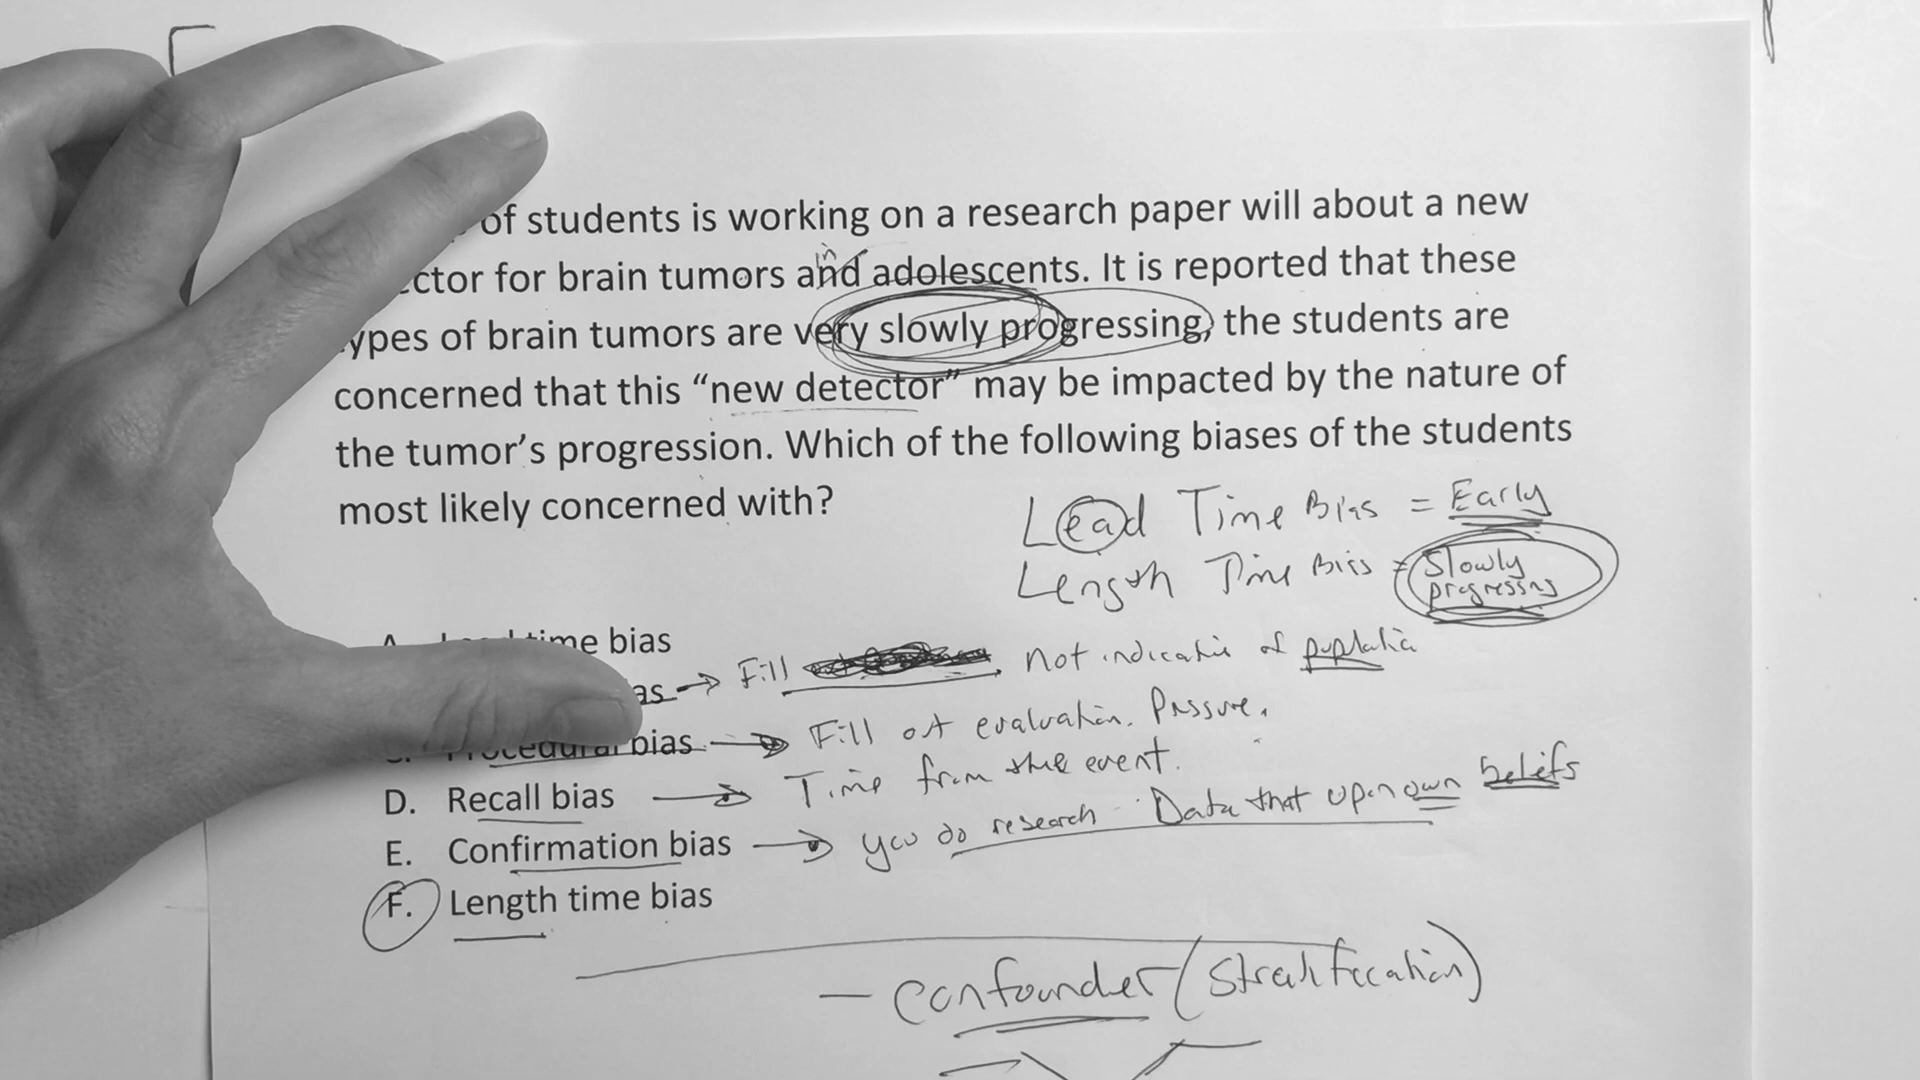 of students is working on a research paper will about a new
ctor for brain tumors and adolescents. It is reported that these
in
ypes of brain tumors are very slowly progressing, the students are
concerned that this “new detector” may be impacted by the nature of
the tumor’s progression. Which of the following biases of the students
most likely concerned with?
Lead Time Bias = Early
Length Time Bias = Slowly
progressing
A. Lead time bias
as → Fill not indicative of
C. Procedural bias → Fill out evaluation. Pressure.
D. Recall bias → Time from the event.
E. Confirmation bias → you do research Data that upon own beliefs
F. Length time bias
— confounder (Stratification)